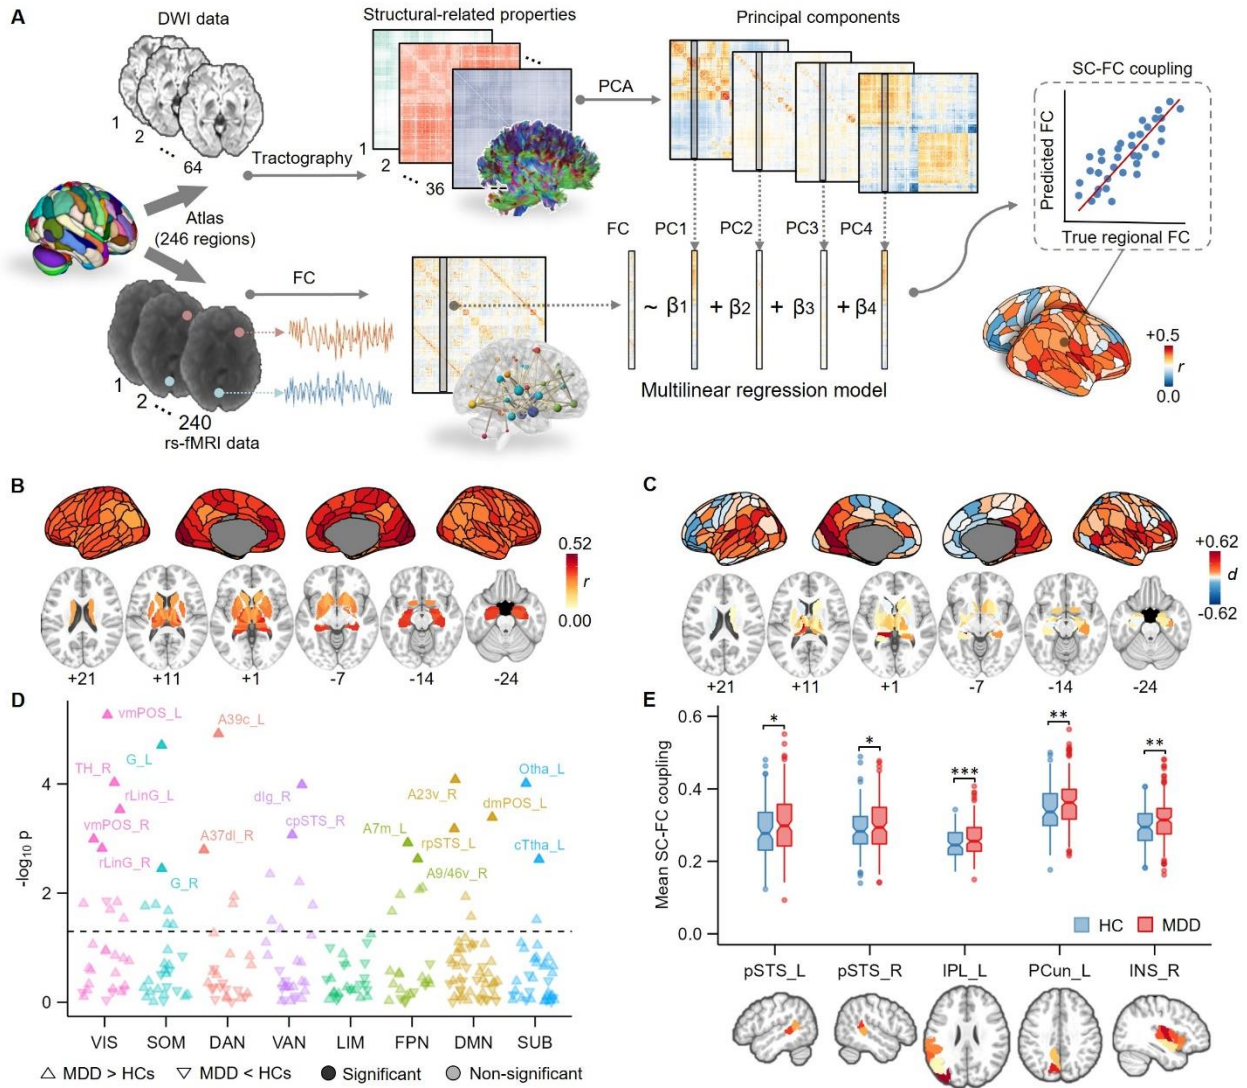 A
DWI data
Structural-related properties
Principal components
1
2
64
Tractography
1
2
36
PCA
SC-FC coupling
Predicted FC
True regional FC
Atlas
(246 regions)
FC
1
2
240
rs-fMRI data
FC
PC1
PC2
PC3
PC4
~ β1 + β2 + β3 + β4
Multilinear regression model
+0.5
r
0.0
B
0.52
r
0.00
+21
+11
+1
-7
-14
-24
C
+0.62
d
-0.62
+21
+11
+1
-7
-14
-24
D
-log10 p
4
2
0
vmPOS_L
A39c_L
G_L
TH_R
rLinG_L
vmPOS_R
rLinG_R
G_R
A37dl_R
dlg_R
cpSTS_R
A23v_R
dmPOS_L
A7m_L
rpSTS_L
A9/46v_R
Otha_L
cTtha_L
VIS
SOM
DAN
VAN
LIM
FPN
DMN
SUB
MDD > HCs
MDD < HCs
Significant
Non-significant
E
Mean SC-FC coupling
0.6
0.4
0.2
0.0
*
*
***
**
**
HC
MDD
pSTS_L
pSTS_R
IPL_L
PCun_L
INS_R